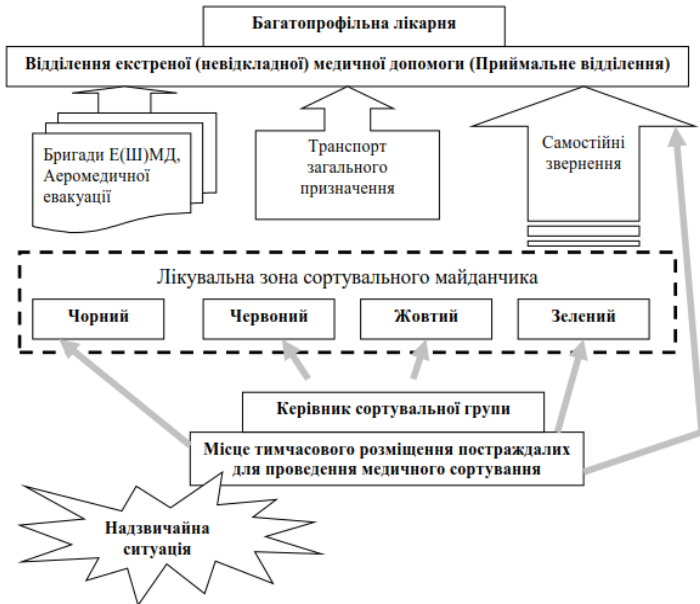 Багатопрофільна лікарня
Відділення екстреної (невідкладної) медичної допомоги (Приймальне відділення)
Бригади Е(Ш)МД,
Аеромедичної
евакуації
Транспорт
загального
призначення
Самостійні
звернення
Лікувальна зона сортувального майданчика
Чорний
Червоний
Жовтий
Зелений
Керівник сортувальної групи
Місце тимчасового розміщення постраждалих
для проведення медичного сортування
Надзвичайна
ситуація